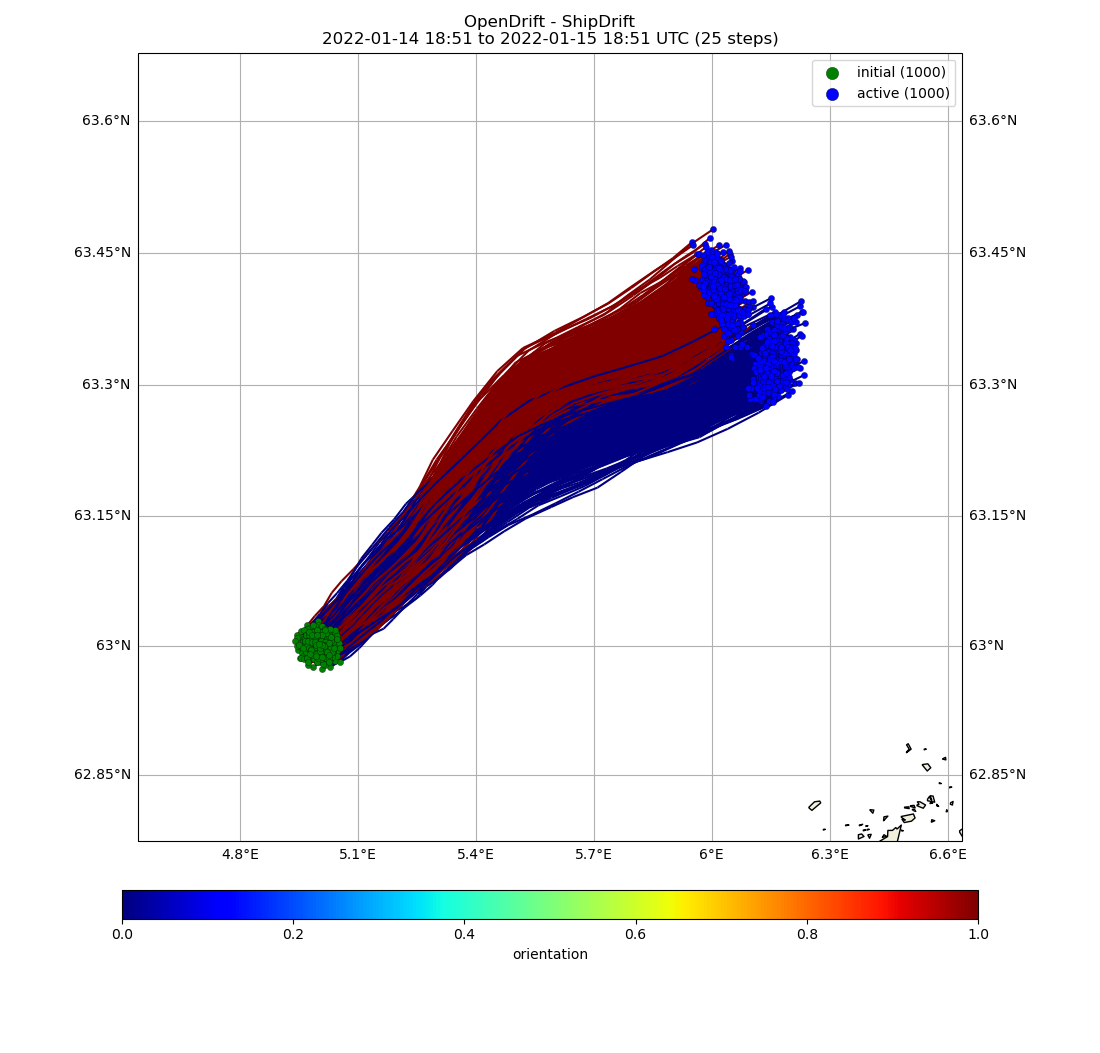 OpenDrift - ShipDrift
2022-01-14 18:51 to 2022-01-15 18:51 UTC (25 steps)
initial (1000)
active (1000)
63.6°N 63.6°N
63.45°N 63.45°N
63.3°N 63.3°N
63.15°N 63.15°N
63°N 63°N
62.85°N 62.85°N
4.8°E 5.1°E 5.4°E 5.7°E 6°E 6.3°E 6.6°E
0.0 0.2 0.4 0.6 0.8 1.0
orientation